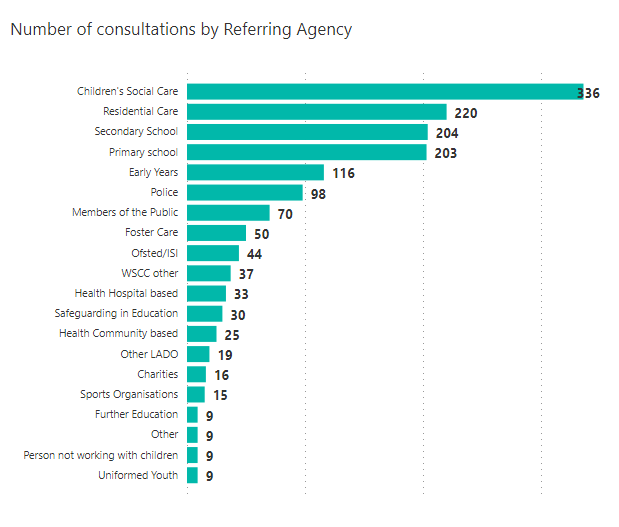 Number of consultations by Referring Agency
Children's Social Care 336
Residential Care 220
Secondary School 204
Primary school 203
Early Years 116
Police 98
Members of the Public 70
Foster Care 50
Ofsted/ISI 44
WSCC other 37
Health Hospital based 33
Safeguarding in Education 30
Health Community based 25
Other LADO 19
Charities 16
Sports Organisations 15
Further Education 9
Other 9
Person not working with children 9
Uniformed Youth 9